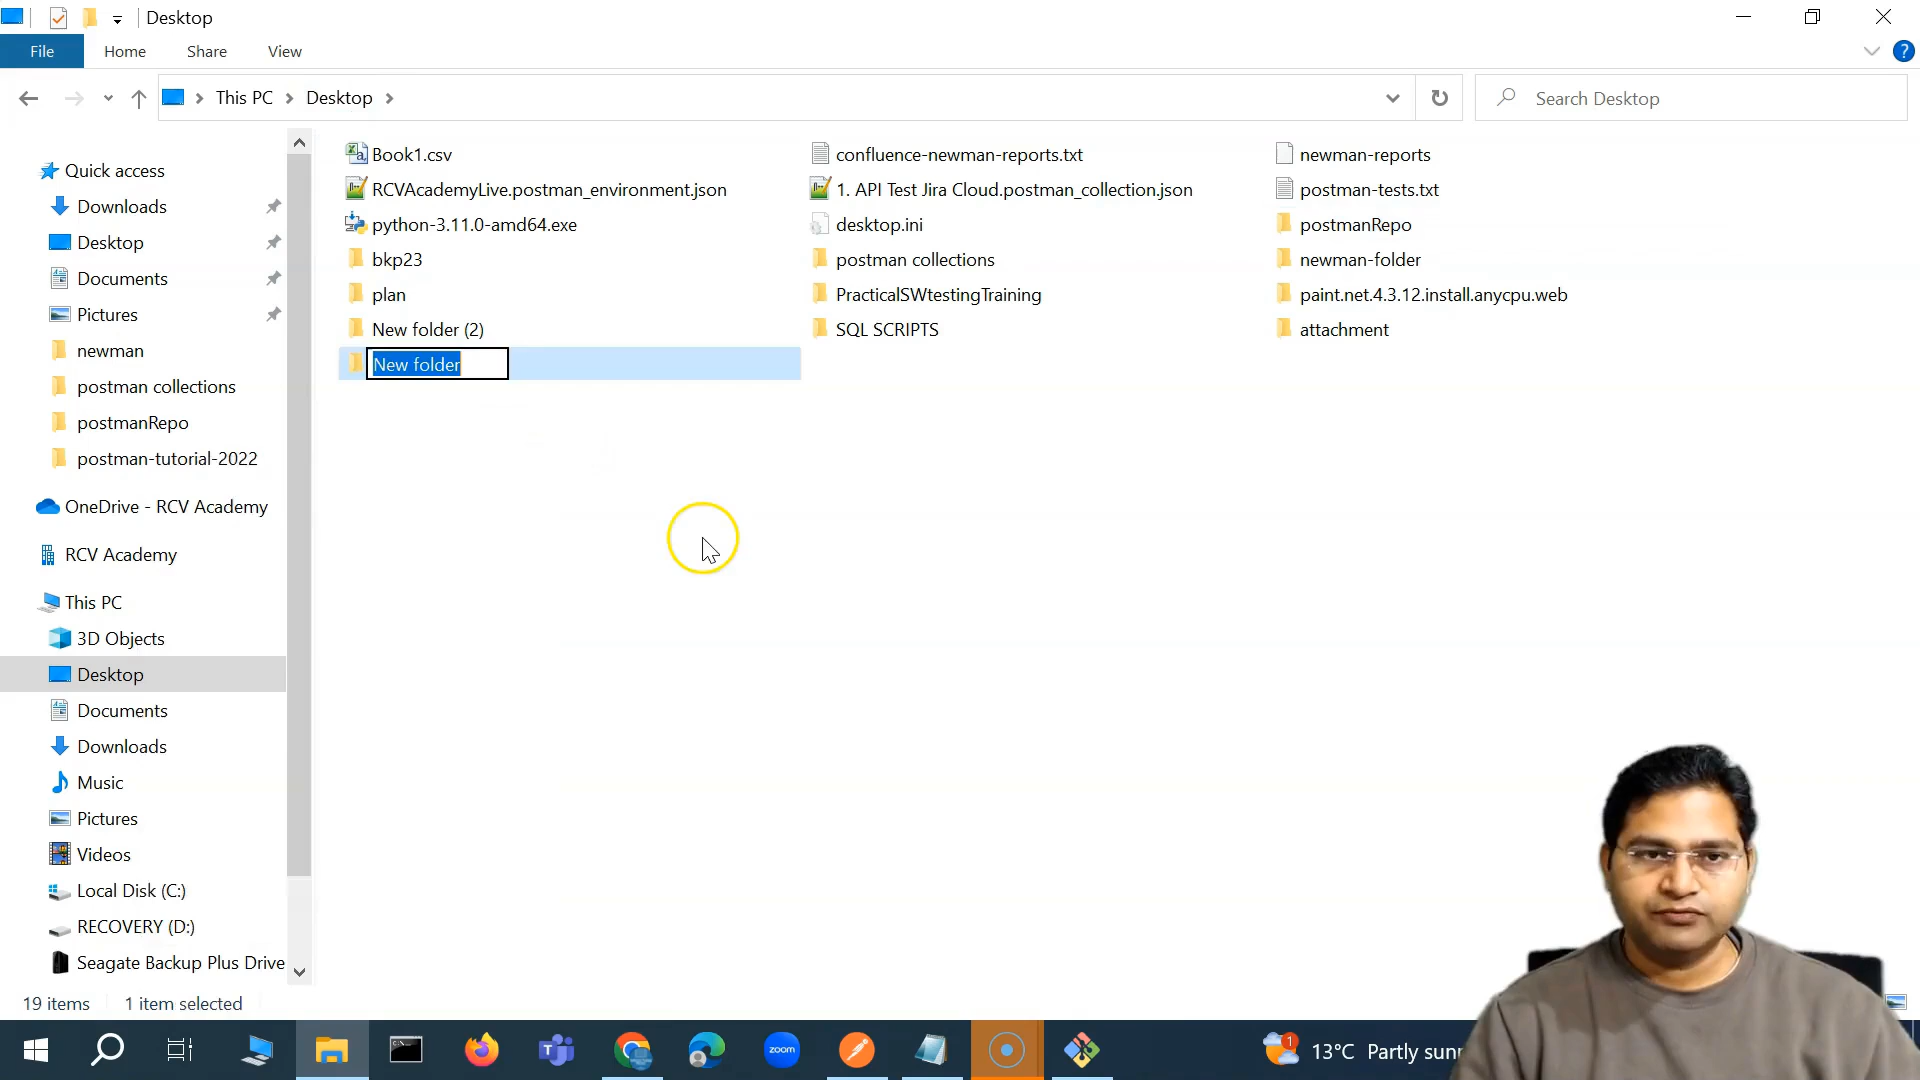 Desktop
File
Home
Share
View
?
This PC
Desktop
Search Desktop
Quick access
Downloads
Desktop
Documents
Pictures
newman
postman collections
postmanRepo
postman-tutorial-2022
OneDrive - RCV Academy
RCV Academy
This PC
3D Objects
Desktop
Documents
Downloads
Music
Pictures
Videos
Local Disk (C:)
RECOVERY (D:)
Seagate Backup Plus Drive
Book1.csv
RCVAcademyLive.postman_environment.json
python-3.11.0-amd64.exe
bkp23
plan
New folder (2)
New folder
confluence-newman-reports.txt
1. API Test Jira Cloud.postman_collection.json
desktop.ini
postman collections
PracticalSWtestingTraining
SQL SCRIPTS
newman-reports
postman-tests.txt
postmanRepo
newman-folder
paint.net.4.3.12.install.anycpu.web
attachment
19 items
1 item selected
zoom
1
13°C Partly sunn